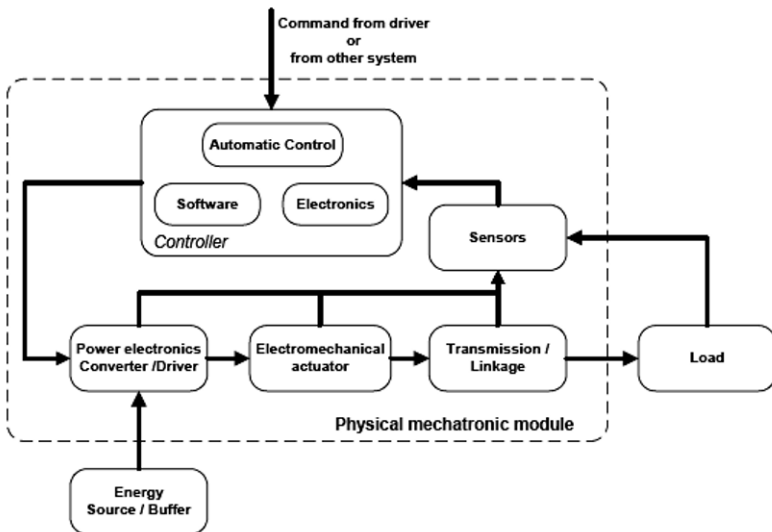 Command from driver
or
from other system
Automatic Control
Software
Electronics
Controller
Sensors
Power electronics
Converter /Driver
Electromechanical
actuator
Transmission /
Linkage
Load
Physical mechatronic module
Energy
Source / Buffer